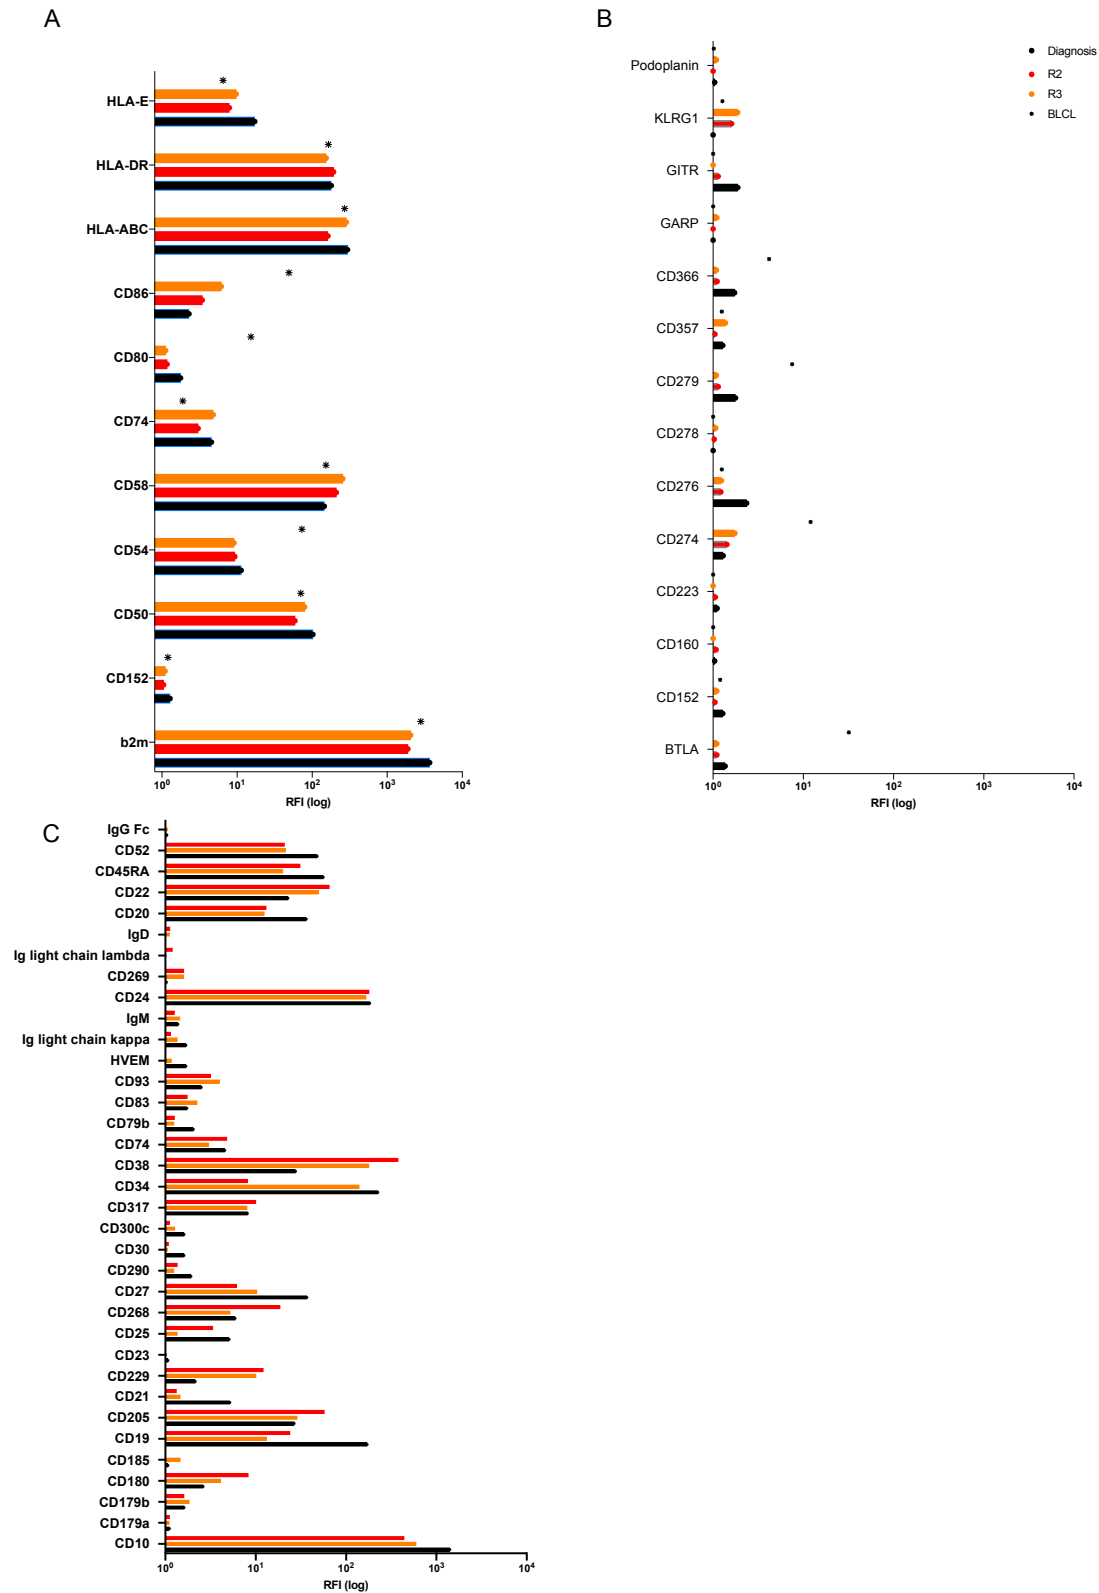 A
HLA-E
HLA-DR
HLA-ABC
CD86
CD80
CD74
CD58
CD54
CD50
CD152
b2m
10⁰ 10¹ 10² 10³ 10⁴
RFI (log)
B
Podoplanin
KLRG1
GITR
GARP
CD366
CD357
CD279
CD278
CD276
CD274
CD223
CD160
CD152
BTLA
10⁰ 10¹ 10² 10³ 10⁴
RFI (log)
Diagnosis
R2
R3
BLCL
C
IgG Fc
CD52
CD45RA
CD22
CD20
IgD
Ig light chain lambda
CD269
CD24
IgM
Ig light chain kappa
HVEM
CD93
CD83
CD79b
CD74
CD38
CD34
CD317
CD300c
CD30
CD290
CD27
CD268
CD25
CD23
CD229
CD21
CD205
CD19
CD185
CD180
CD179b
CD179a
CD10
10⁰ 10¹ 10² 10³ 10⁴
RFI (log)